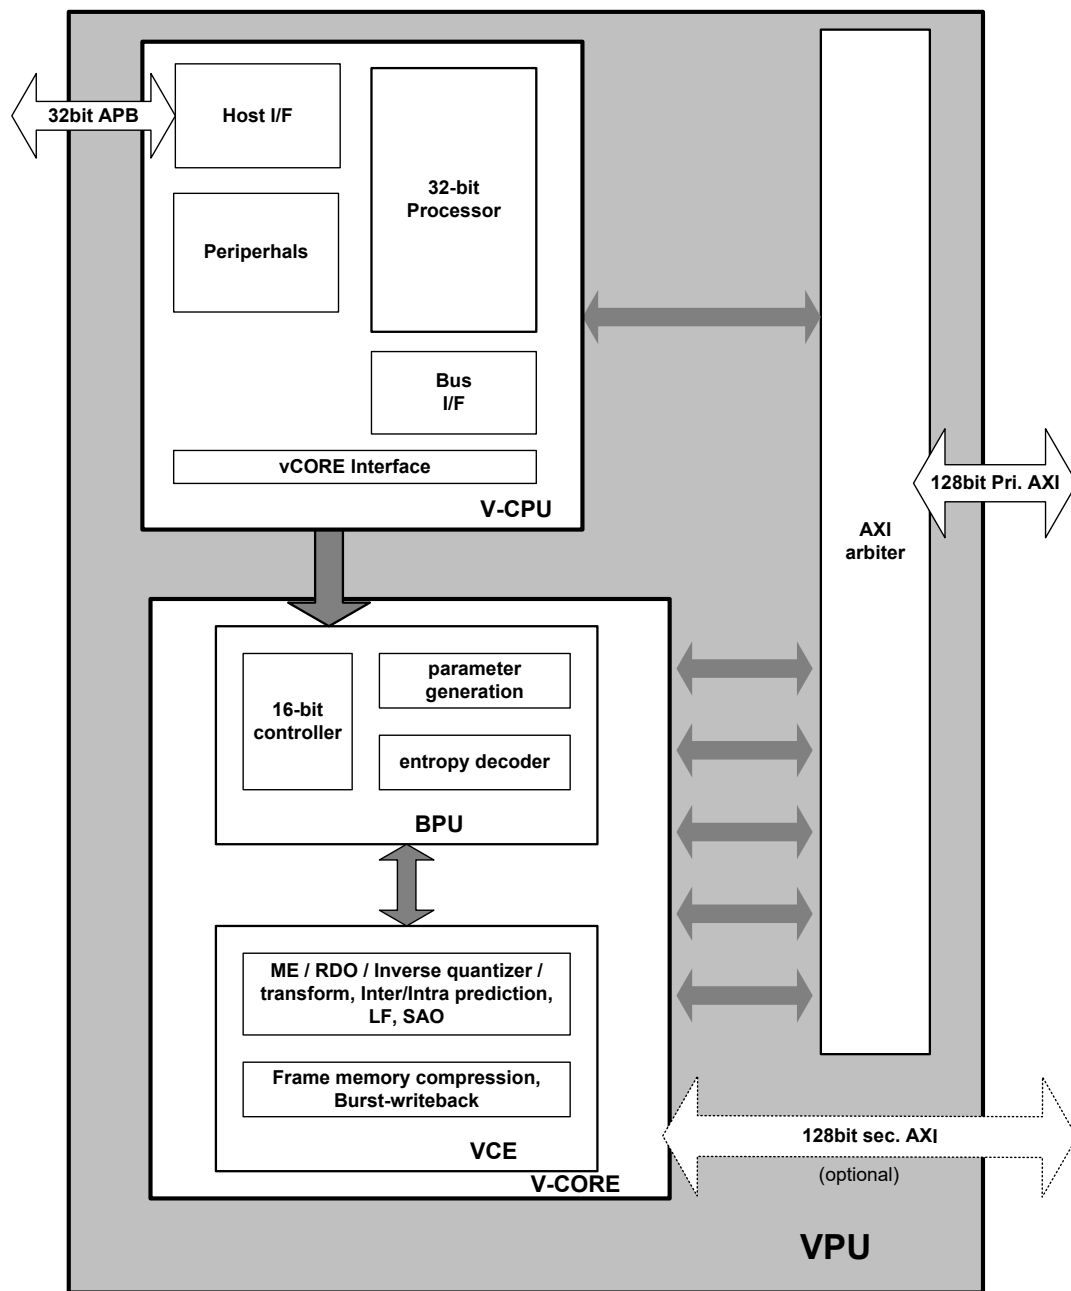 32bit APB
Host I/F
32-bit
Processor
Periperhals
Bus
I/F
vCORE Interface
V-CPU
AXI
arbiter
128bit Pri. AXI
16-bit
controller
parameter
generation
entropy decoder
BPU
ME / RDO / Inverse quantizer /
transform, Inter/Intra prediction,
LF, SAO
Frame memory compression,
Burst-writeback
VCE
V-CORE
128bit sec. AXI
(optional)
VPU